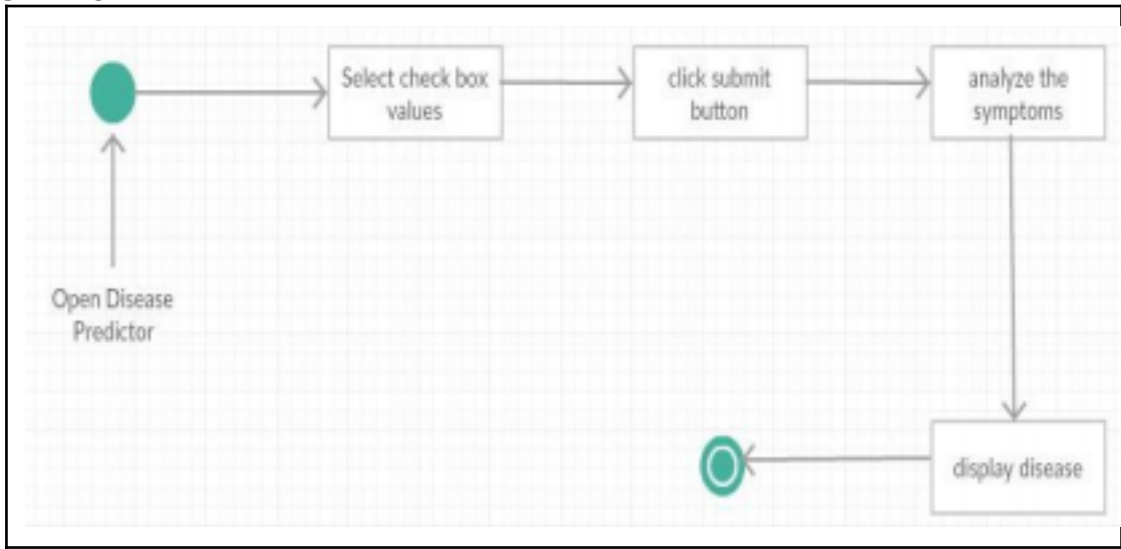 Select check box
values
click submit
button
analyze the
symptoms
Open Disease
Predictor
display disease